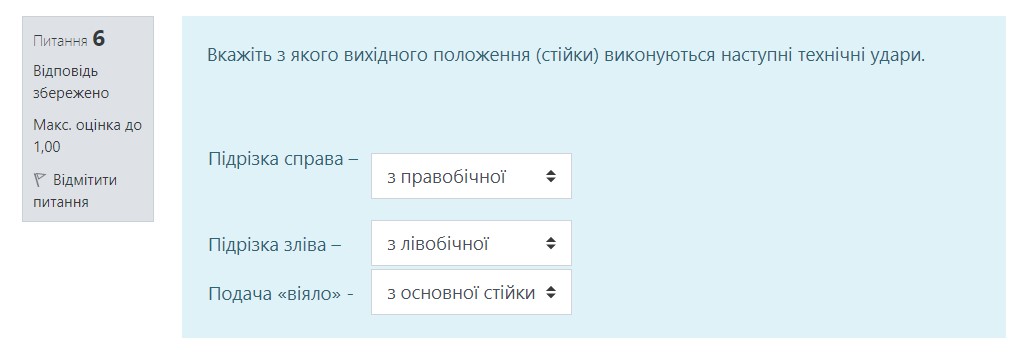 Питання 6
Відповідь
збережено
Макс. оцінка до
1,00
Відмітити
питання
Вкажіть з якого вихідного положення (стійки) виконуються наступні технічні удари.
Підрізка справа –
з правобічної
Підрізка зліва –
з лівобічної
Подача «віяло» -
з основної стійки